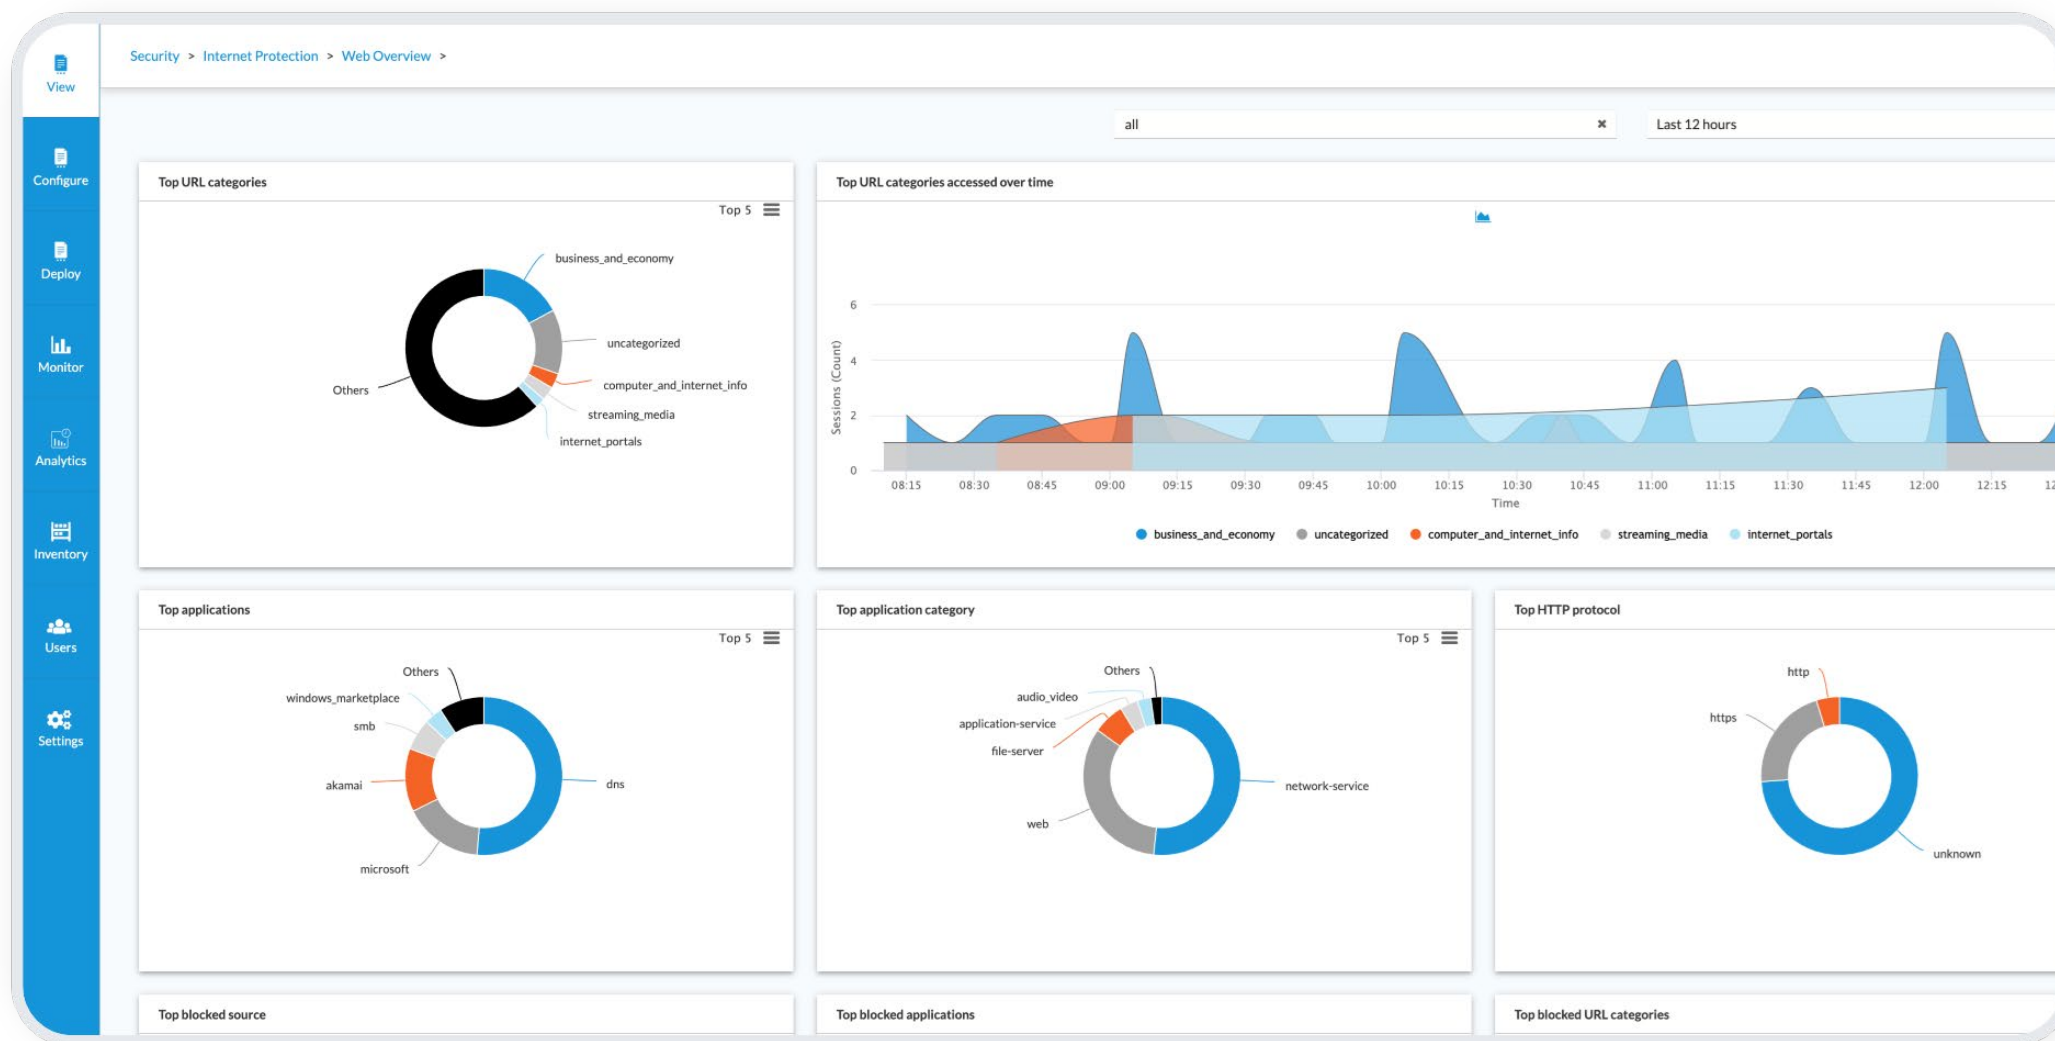 View
Configure
Deploy
Monitor
Analytics
Inventory
Users
Settings
Security > Internet Protection > Web Overview >
all
Last 12 hours
Top URL categories
Top 5
business_and_economy
uncategorized
computer_and_internet_info
streaming_media
internet_portals
Others
Top URL categories accessed over time
Sessions (Count)
6
4
2
0
08:15 08:30 08:45 09:00 09:15 09:30 09:45 10:00 10:15 10:30 10:45 11:00 11:15 11:30 11:45 12:00 12:15
Time
business_and_economy uncategorized computer_and_internet_info streaming_media internet_portals
Top applications
Top 5
Others
windows_marketplace
smb
akamai
dns
microsoft
Top application category
Top 5
Others
audio_video
application-service
file-server
network-service
web
Top HTTP protocol
http
https
unknown
Top blocked source
Top blocked applications
Top blocked URL categories